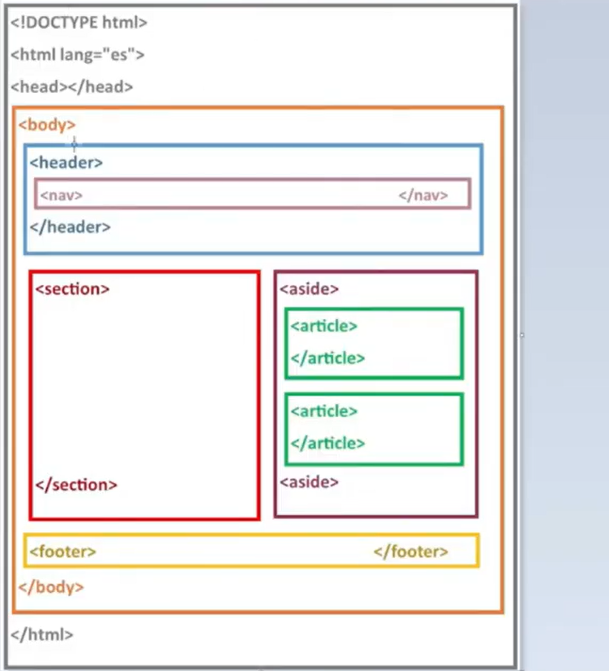 <!DOCTYPE html>
<html lang="es">
<head></head>
<body>
<header>
<nav> </nav>
</header>
<section>
</section>
<aside>
<article>
</article>
<article>
</article>
<aside>
<footer> </footer>
</body>
</html>